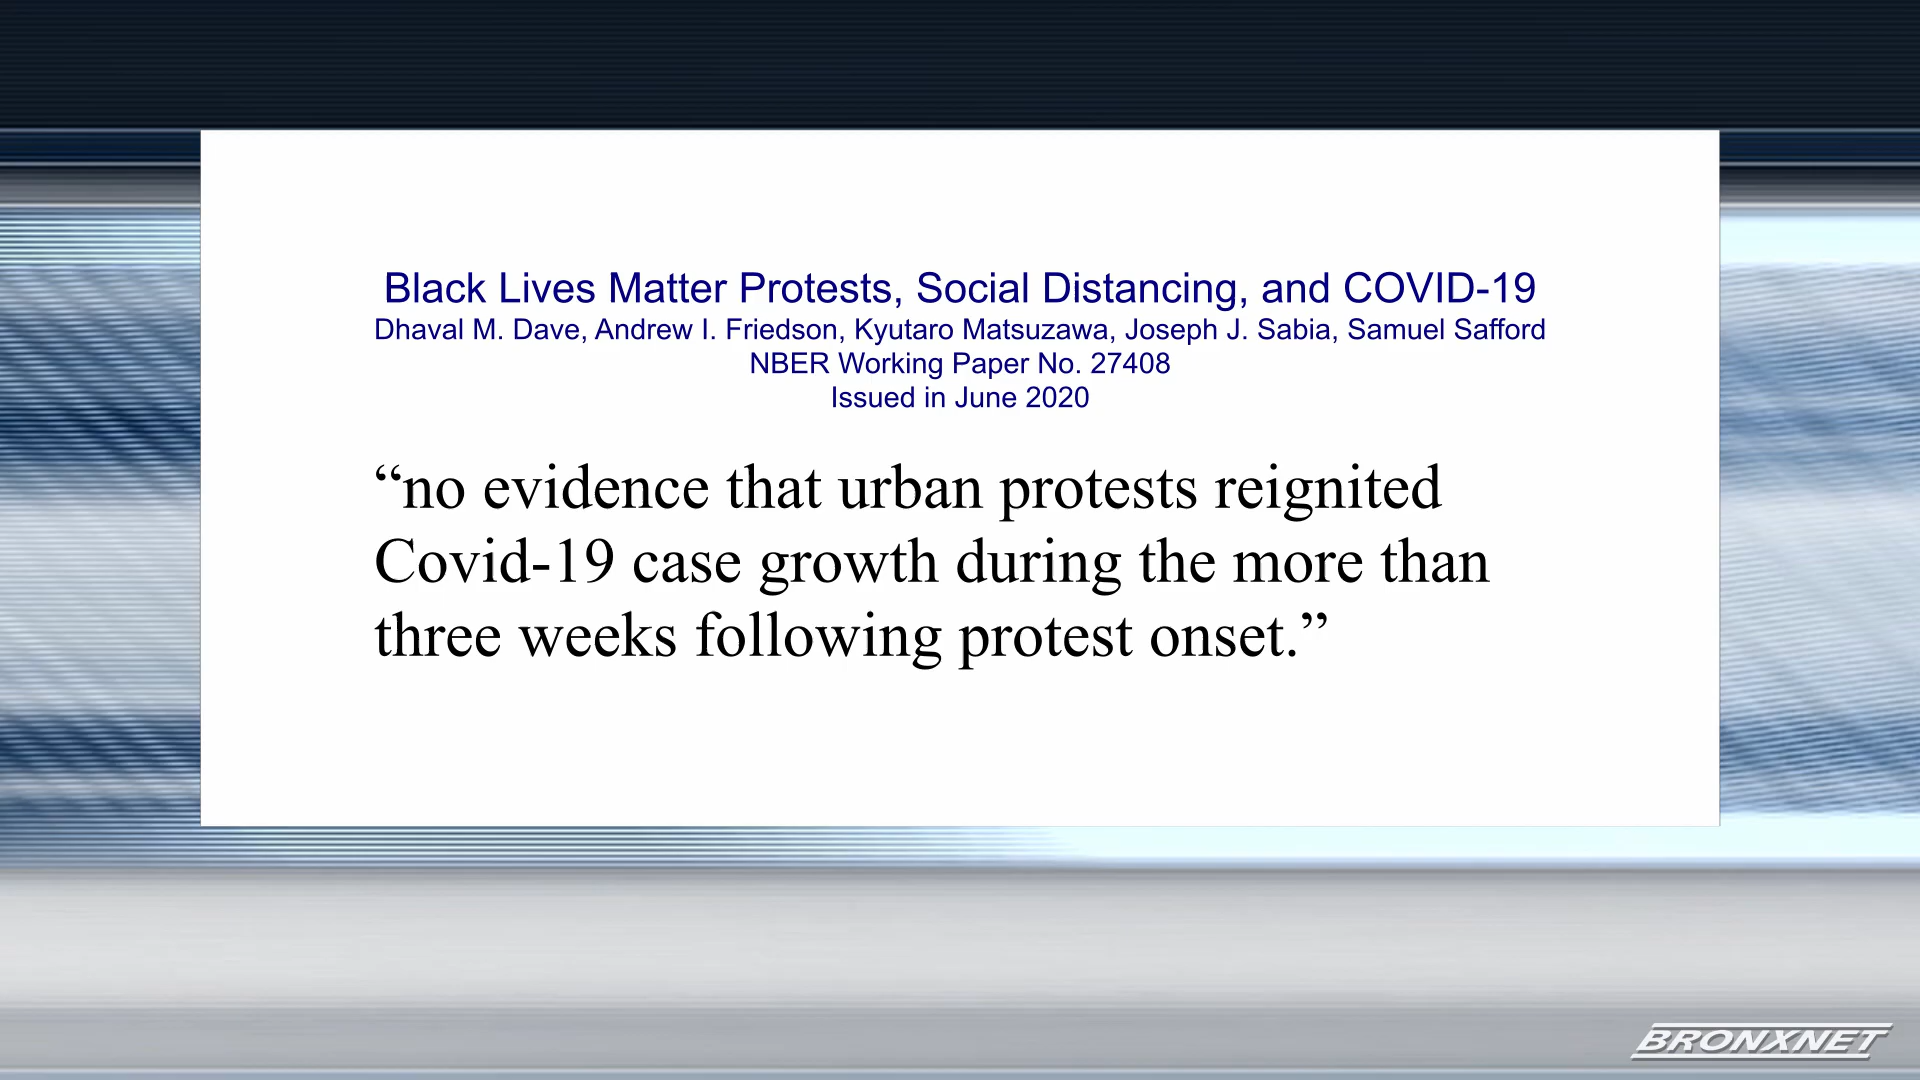 Black Lives Matter Protests, Social Distancing, and COVID-19
Dhaval M. Dave, Andrew I. Friedson, Kyutaro Matsuzawa, Joseph J. Sabia, Samuel Safford
NBER Working Paper No. 27408
Issued in June 2020
“no evidence that urban protests reignited
Covid-19 case growth during the more than
three weeks following protest onset.”
BRONXNET